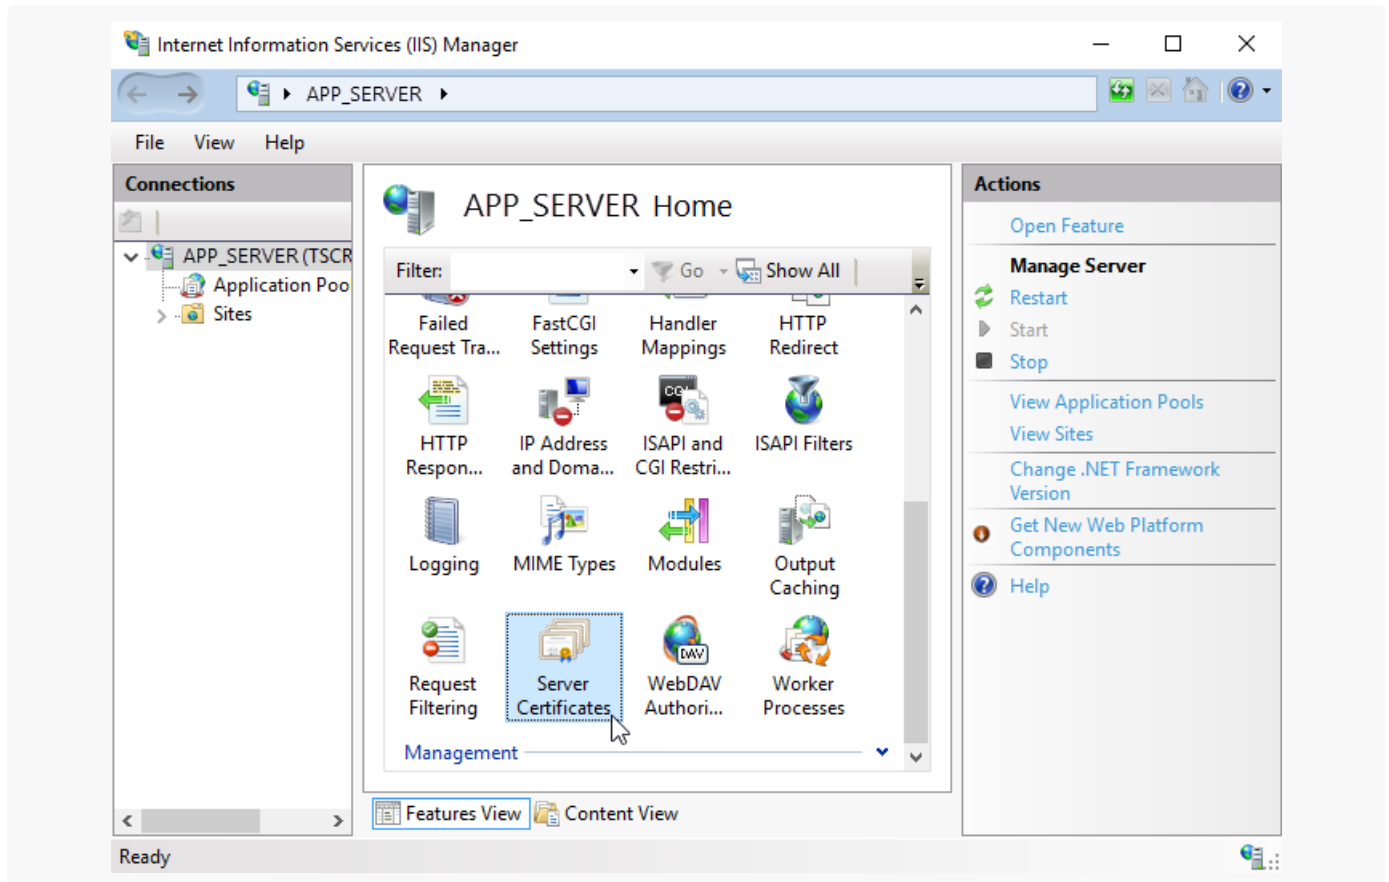 Internet Information Services (IIS) Manager
APP_SERVER
File View Help
Connections
APP_SERVER (TSCR
Application Poo
Sites
APP_SERVER Home
Filter: Go Show All
Failed Request Tra...
FastCGI Settings
Handler Mappings
HTTP Redirect
HTTP Respon...
IP Address and Doma...
CGI
ISAPI and CGI Restri...
ISAPI Filters
Logging
MIME Types
Modules
Output Caching
Request Filtering
Server Certificates
DAV
WebDAV Authori...
Worker Processes
Management
Features View Content View
Actions
Open Feature
Manage Server
Restart
Start
Stop
View Application Pools
View Sites
Change .NET Framework
Version
Get New Web Platform
Components
Help
Ready